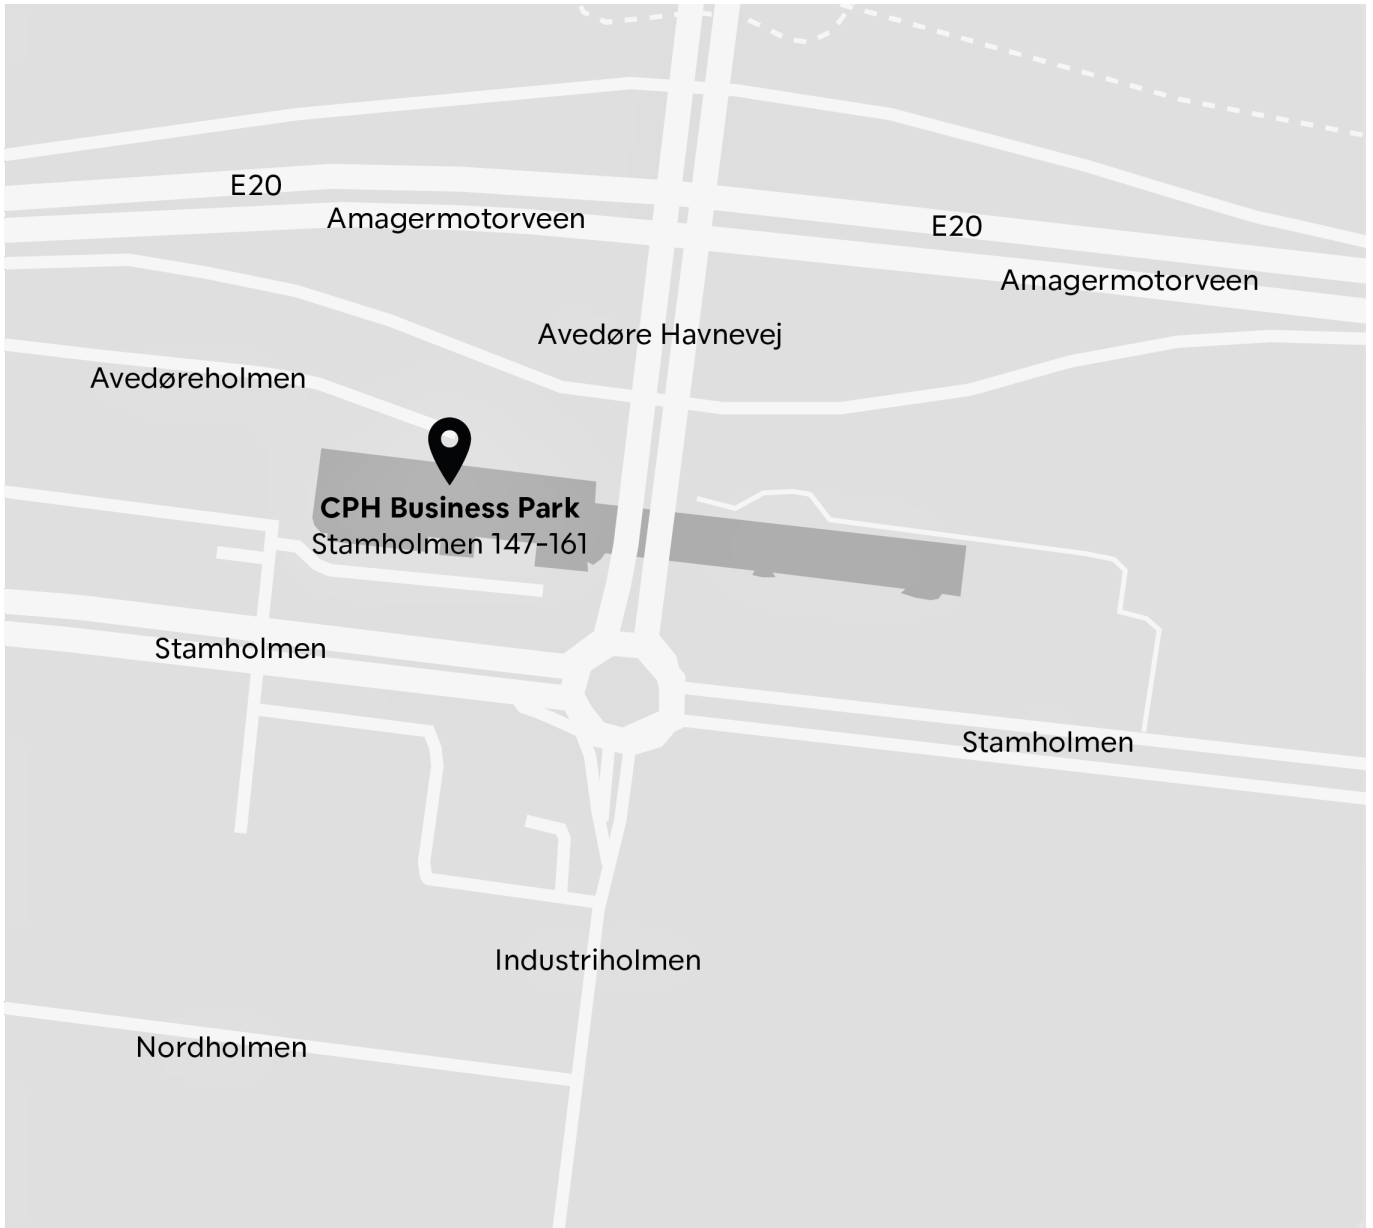 E20
Amagermotorveen
E20
Amagermotorveen
Avedøre Havnevej
Avedøreholmen
CPH Business Park
Stamholmen 147-161
Stamholmen
Stamholmen
Industriholmen
Nordholmen